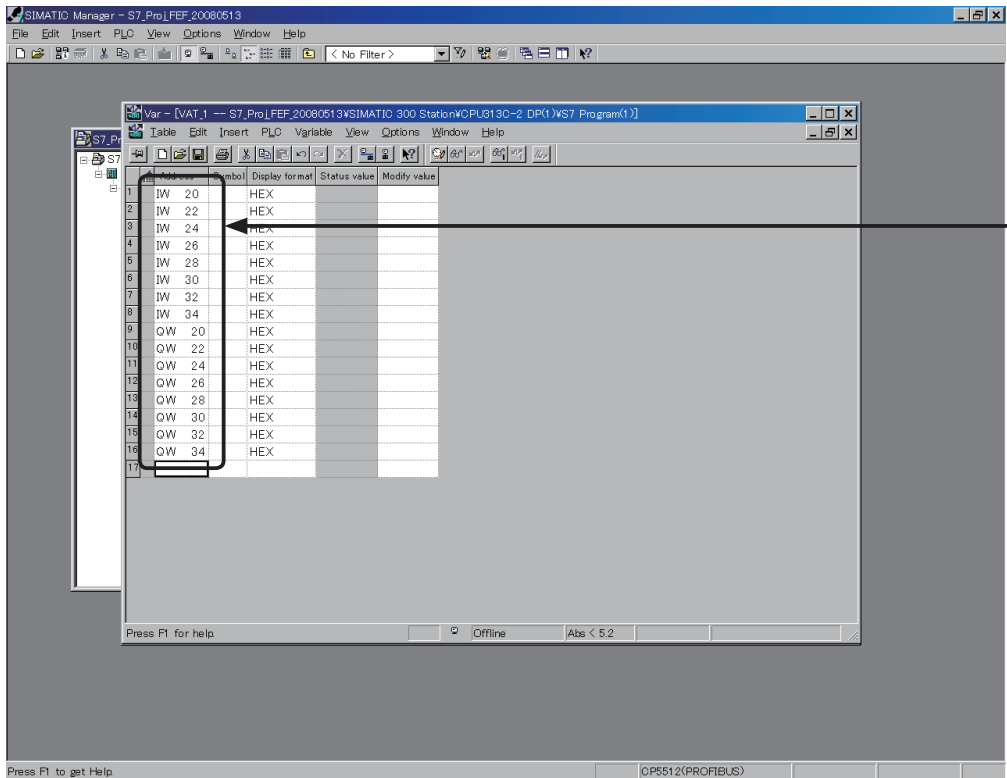 SIMATIC Manager - S7_Proj_FEF_20080513
File Edit Insert PLC View Options Window Help
< No Filter >
Var - [VAT_1 -- S7_Proj_FEF_20080513¥SIMATIC 300 Station¥CPU313C-2 DP(1)¥S7 Program(1)]
S7_Pr
Table Edit Insert PLC Variable View Options Window Help
S7
Address Symbol Display format Status value Modify value
1 IW 20 HEX
2 IW 22 HEX
3 IW 24 HEX
4 IW 26 HEX
5 IW 28 HEX
6 IW 30 HEX
7 IW 32 HEX
8 IW 34 HEX
9 QW 20 HEX
10 QW 22 HEX
11 QW 24 HEX
12 QW 26 HEX
13 QW 28 HEX
14 QW 30 HEX
15 QW 32 HEX
16 QW 34 HEX
17
Press F1 for help. Offline Abs < 5.2
Press F1 to get Help. CP5512(PROFIBUS)